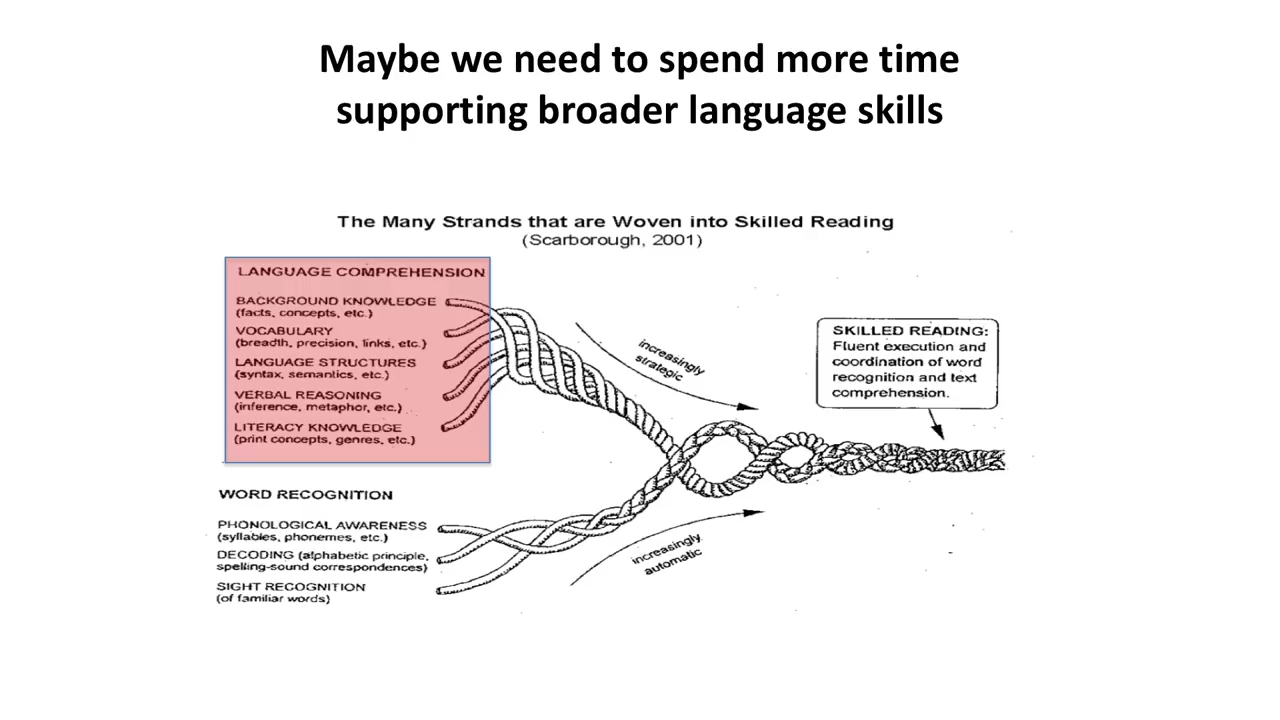 Maybe we need to spend more time
supporting broader language skills
The Many Strands that are Woven into Skilled Reading
(Scarborough, 2001)
LANGUAGE COMPREHENSION
BACKGROUND KNOWLEDGE
(facts, concepts, etc.)
VOCABULARY
(breadth, precision, links, etc.)
LANGUAGE STRUCTURES
(syntax, semantics, etc.)
VERBAL REASONING
(inference, metaphor, etc.)
LITERACY KNOWLEDGE
(print concepts, genres, etc.)
increasingly
strategic
SKILLED READING:
Fluent execution and
coordination of word
recognition and text
comprehension.
WORD RECOGNITION
PHONOLOGICAL AWARENESS
(syllables, phonemes, etc.)
DECODING (alphabetic principle,
spelling-sound correspondences)
SIGHT RECOGNITION
(of familiar words)
increasingly
automatic